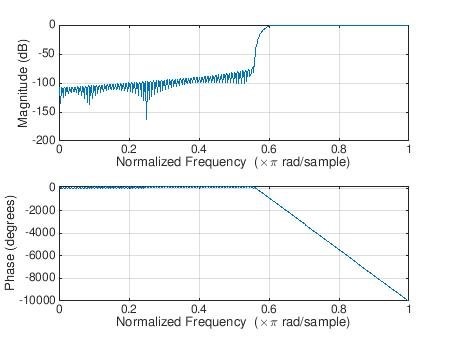 0
-50
-100
-150
-200
Magnitude (dB)
0 0.2 0.4 0.6 0.8 1
Normalized Frequency (×π rad/sample)
0
-2000
-4000
-6000
-8000
-10000
Phase (degrees)
0 0.2 0.4 0.6 0.8 1
Normalized Frequency (×π rad/sample)